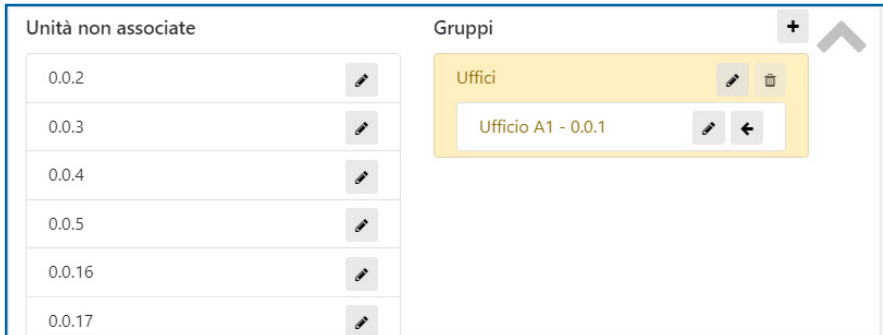 Unità non associate
0.0.2
0.0.3
0.0.4
0.0.5
0.0.16
0.0.17
Gruppi
Uffici
Ufficio A1 - 0.0.1